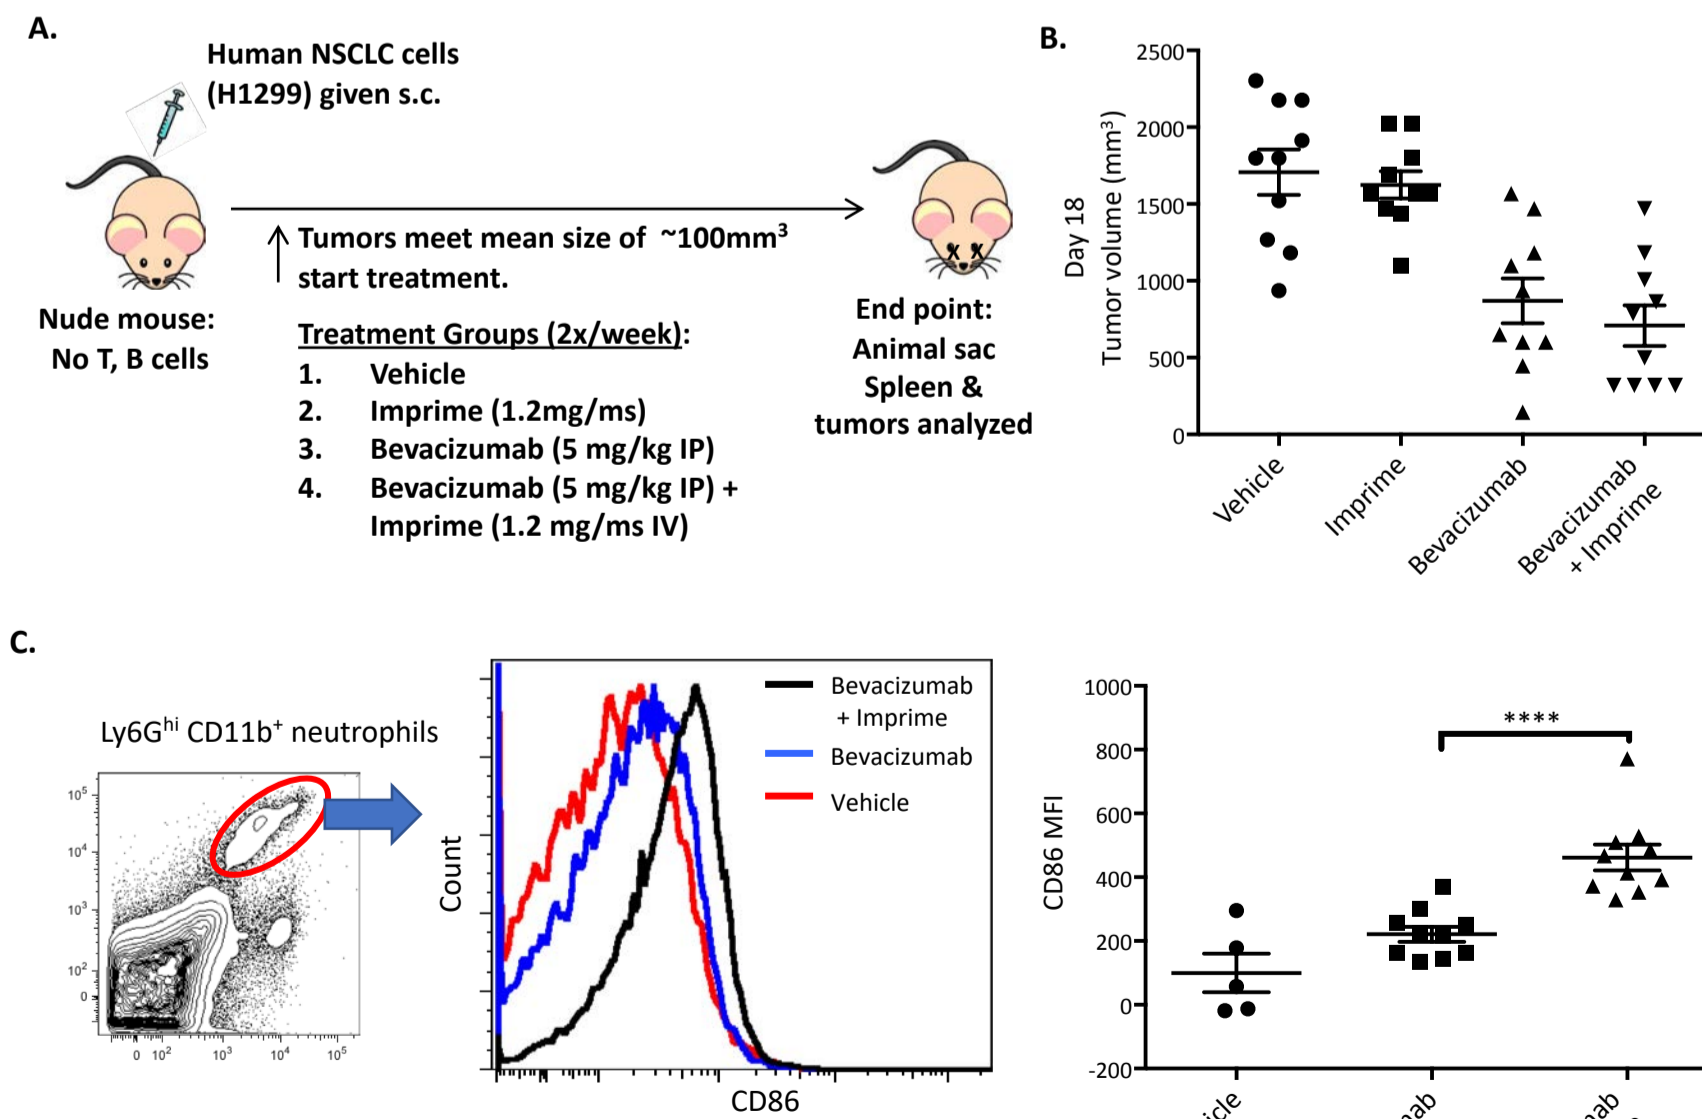 A.
Human NSCLC cells
(H1299) given s.c.
Tumors meet mean size of ~100mm³
start treatment.
Nude mouse:
No T, B cells
Treatment Groups (2x/week):
1. Vehicle
2. Imprime (1.2mg/ms)
3. Bevacizumab (5 mg/kg IP)
4. Bevacizumab (5 mg/kg IP) +
Imprime (1.2 mg/ms IV)
x x
End point:
Animal sac
Spleen &
tumors analyzed
B.
Day 18
Tumor volume (mm³)
2500
2000
1500
1000
500
0
Vehicle
Imprime
Bevacizumab
Bevacizumab
+ Imprime
C.
Ly6Gʰⁱ CD11b⁺ neutrophils
10⁵
10⁴
10³
10²
0
0 10² 10³ 10⁴ 10⁵
Count
CD86
Bevacizumab
+ Imprime
Bevacizumab
Vehicle
CD86 MFI
1000
800
600
400
200
0
-200
****
icle
mab
mab